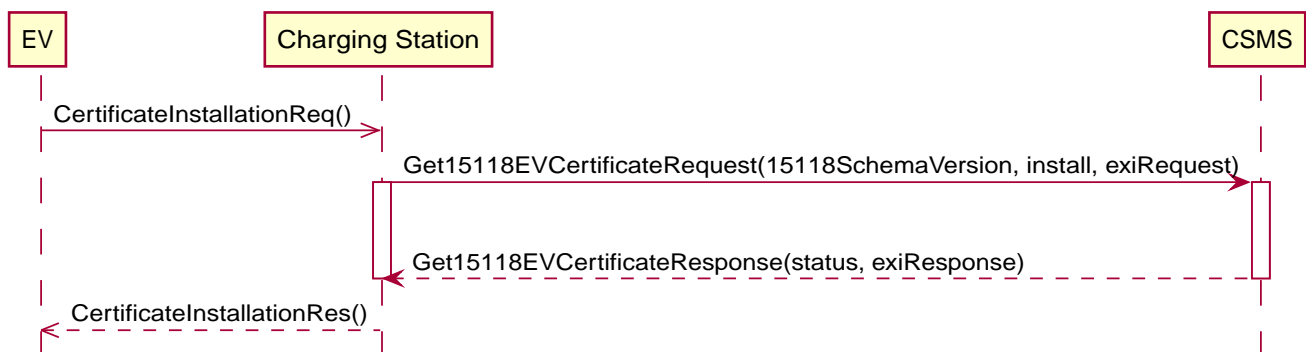 EV
Charging Station
CSMS
CertificateInstallationReq()
Get15118EVCertificateRequest(15118SchemaVersion, install, exiRequest)
Get15118EVCertificateResponse(status, exiResponse)
CertificateInstallationRes()